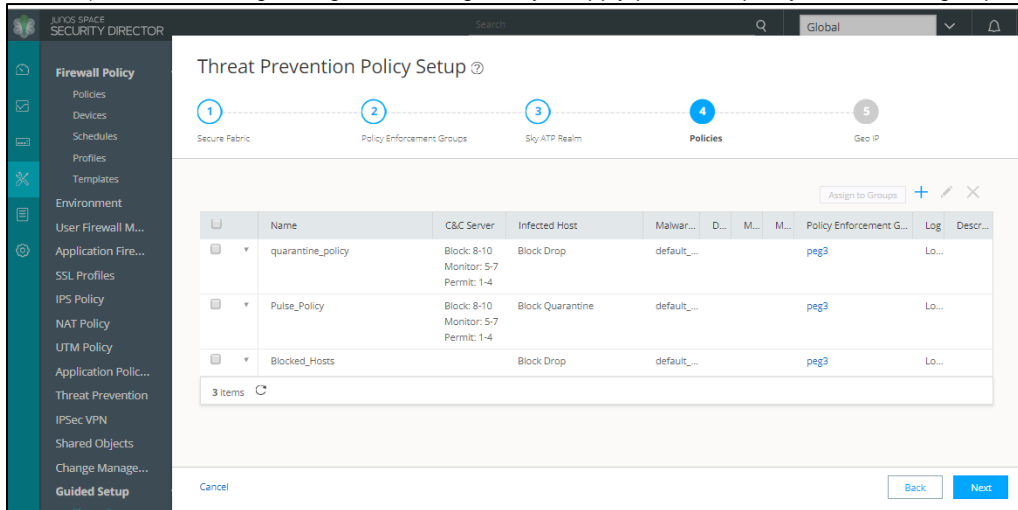 JUNOS SPACE
SECURITY DIRECTOR
Search
Global
Firewall Policy
Policies
Devices
Schedules
Profiles
Templates
Environment
User Firewall M...
Application Fire...
SSL Profiles
IPS Policy
NAT Policy
UTM Policy
Application Polic...
Threat Prevention
IPSec VPN
Shared Objects
Change Manage...
Guided Setup
Threat Prevention Policy Setup ?
1 2 3 4 5
Secure Fabric Policy Enforcement Groups Sky ATP Realm Policies Geo IP
Assign to Groups
Name C&C Server Infected Host Malwar... D... M... M... Policy Enforcement G... Log Descr...
quarantine_policy Block: 8-10 Block Drop default_... peg3 Lo...
Monitor: 5-7
Permit: 1-4
Pulse_Policy Block: 8-10 Block Quarantine default_... peg3 Lo...
Monitor: 5-7
Permit: 1-4
Blocked_Hosts Block Drop default_... peg3 Lo...
3 items
Cancel Back Next